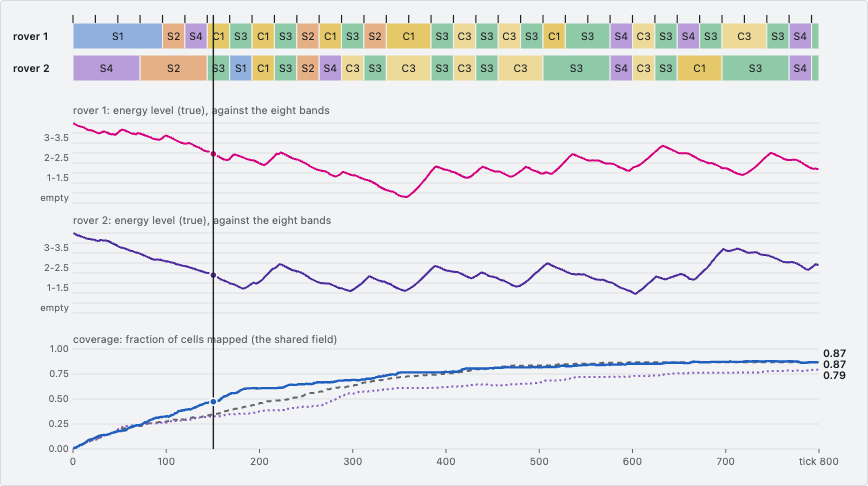 rover 1 S1 S2 S4 C1 S3 C1 S3 S2 C1 S3 S2 C1 S3 C3 S3 C3 S3 C1 S3 S4 C3 S3 S4 S3 C3 S3 S4
rover 2 S4 S2 S3 S1 C1 S3 S2 S4 C3 S3 C3 S3 C3 S3 C3 S3 S4 C3 S3 C1 S3 S4
rover 1: energy level (true), against the eight bands
3–3.5
2–2.5
1–1.5
empty
rover 2: energy level (true), against the eight bands
3–3.5
2–2.5
1–1.5
empty
coverage: fraction of cells mapped (the shared field)
1.00
0.75
0.50
0.25
0.00
0.87
0.87
0.79
0 100 200 300 400 500 600 700 tick 800